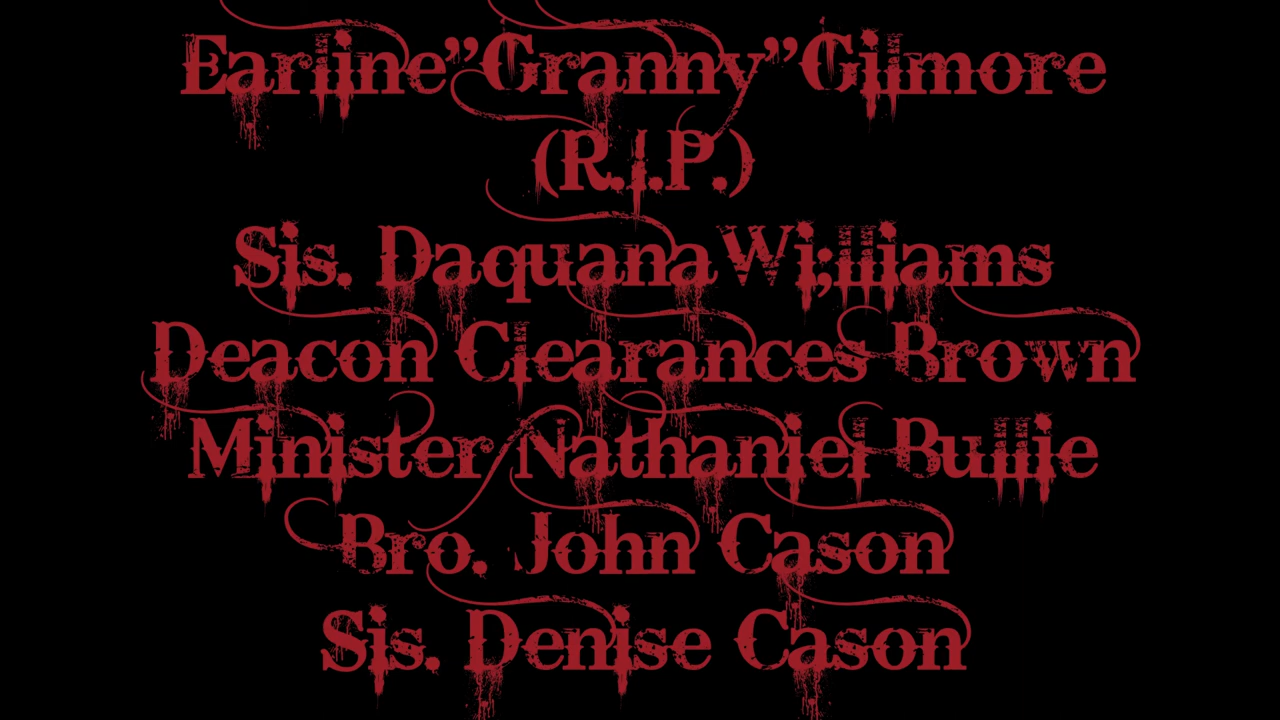 Earline"Granny"Gilmore
(R.I.P.)
Sis. Daquana Wi;lliams
Deacon Clearances Brown
Minister Nathaniel Bullie
Bro. John Cason
Sis. Denise Cason